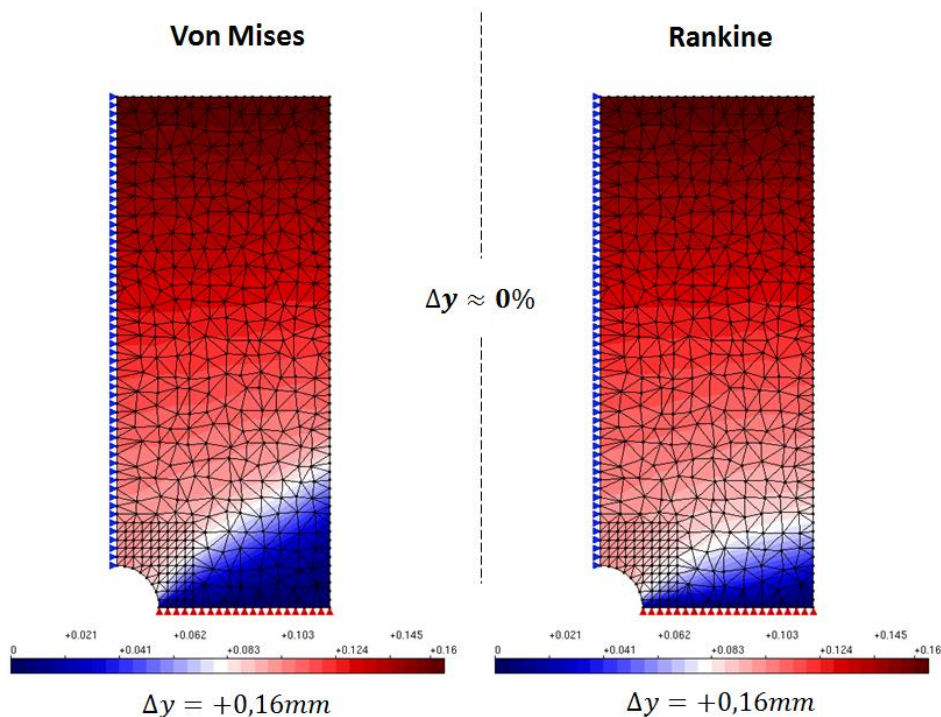 Von Mises
Rankine
Δy ≈ 0%
+0.021 +0.062 +0.103 +0.145
0 +0.041 +0.083 +0.124 +0.16
Δy = +0,16mm
+0.021 +0.062 +0.103 +0.145
0 +0.041 +0.083 +0.124 +0.16
Δy = +0,16mm